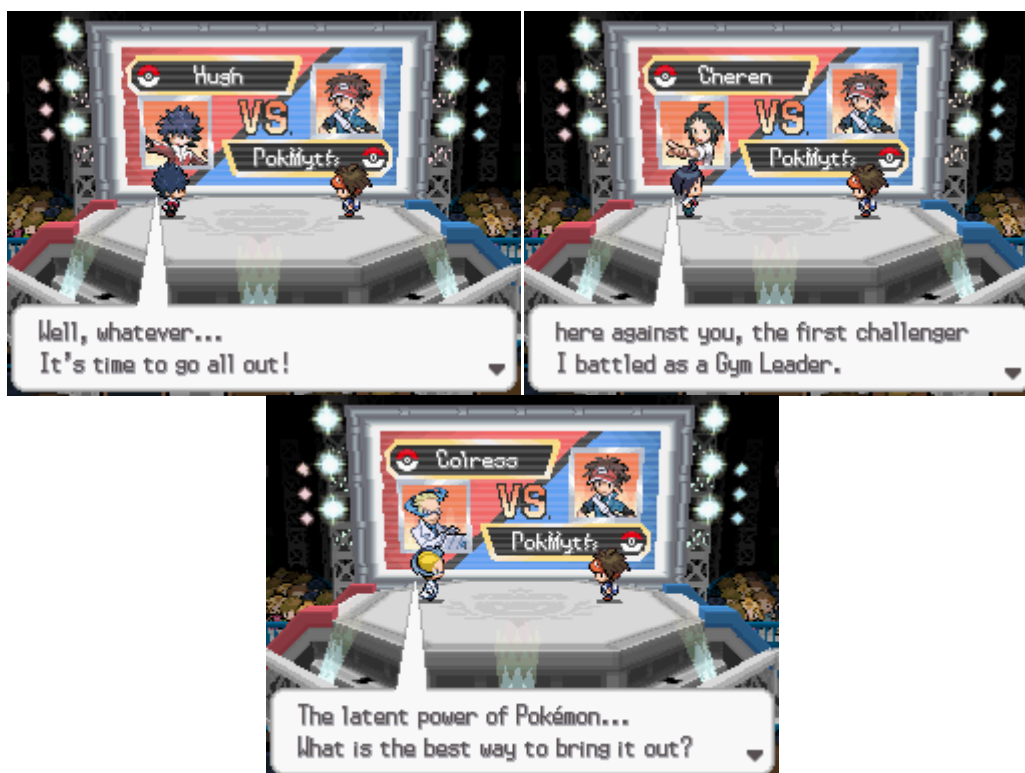 Hugh
VS.
PokMyth
Well, whatever...
It's time to go all out!
Cheren
VS.
PokMyth
here against you, the first challenger
I battled as a Gym Leader.
Colress
VS.
PokMyth
The latent power of Pokémon...
What is the best way to bring it out?